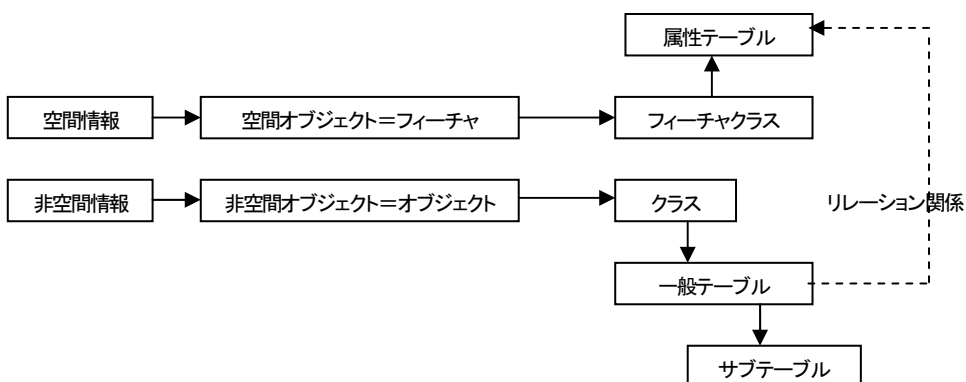 属性テーブル
空間情報
空間オブジェクト＝フィーチャ
フィーチャクラス
非空間情報
非空間オブジェクト＝オブジェクト
クラス
リレーション関係
一般テーブル
サブテーブル